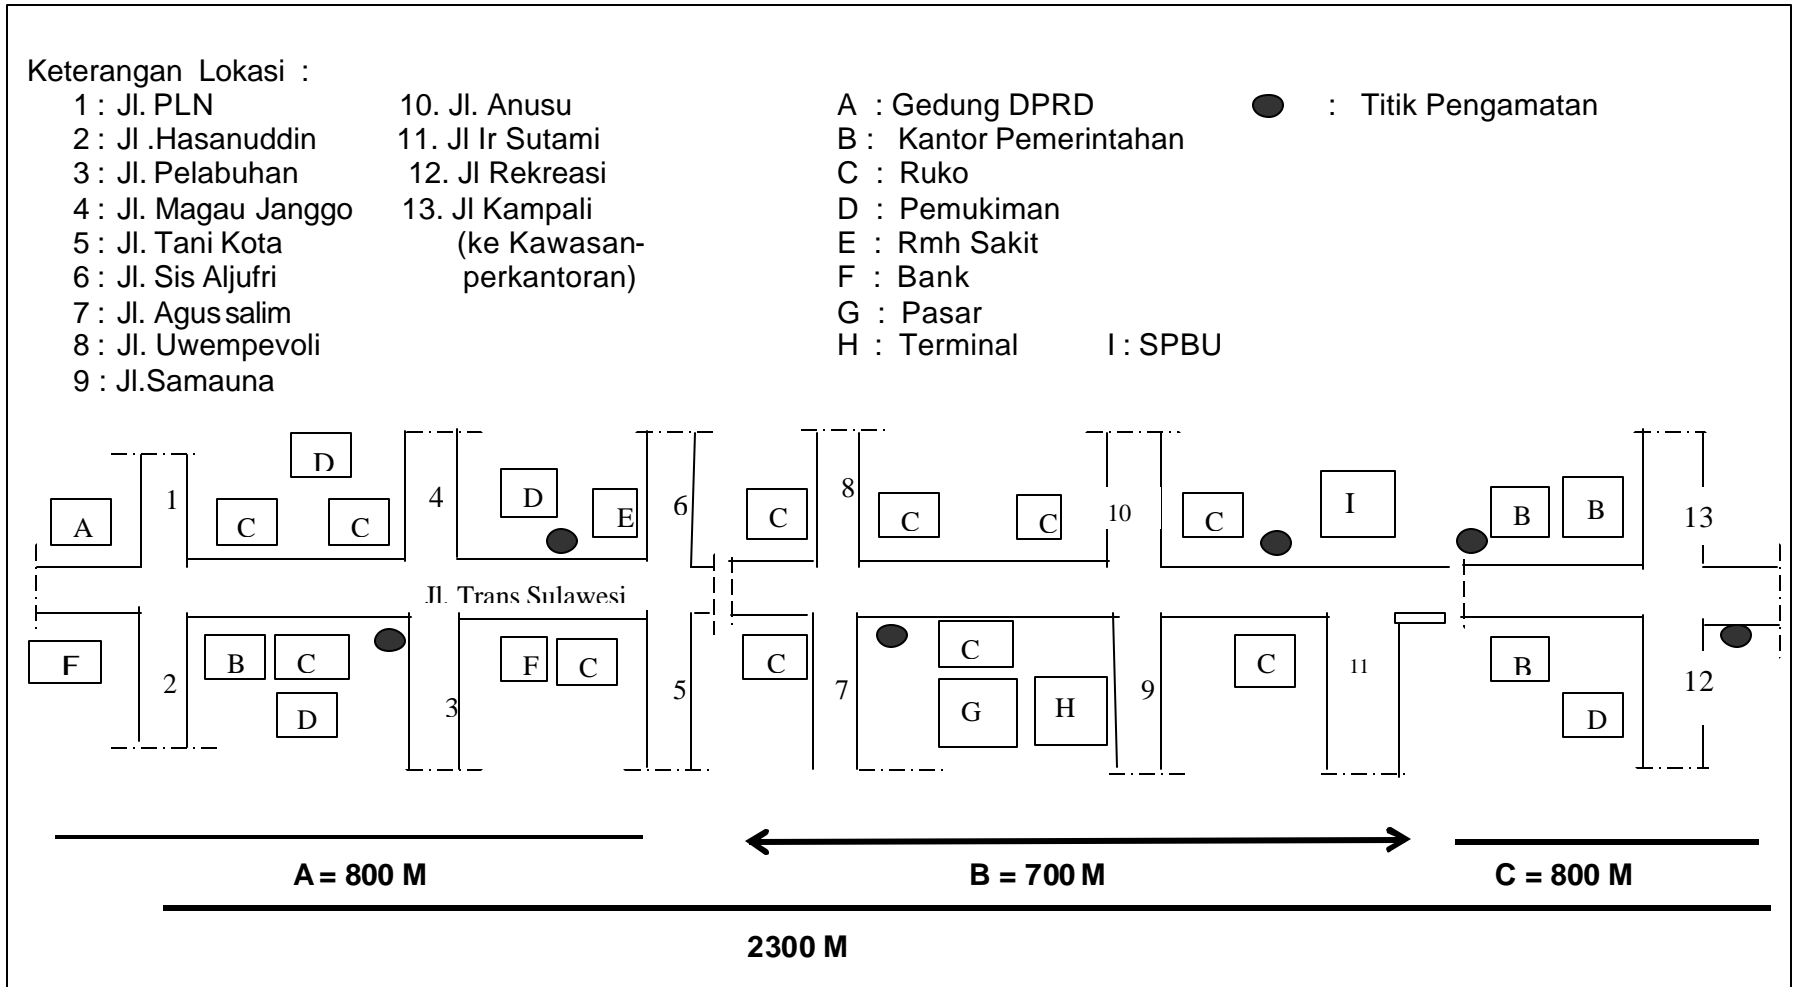 Keterangan Lokasi :
1 : Jl. PLN 10. Jl. Anusu A : Gedung DPRD : Titik Pengamatan
2 : Jl .Hasanuddin 11. Jl Ir Sutami B : Kantor Pemerintahan
3 : Jl. Pelabuhan 12. Jl Rekreasi C : Ruko
4 : Jl. Magau Janggo 13. Jl Kampali D : Pemukiman
5 : Jl. Tani Kota (ke Kawasan- E : Rmh Sakit
6 : Jl. Sis Aljufri perkantoran) F : Bank
7 : Jl. Agus salim G : Pasar
8 : Jl. Uwempevoli H : Terminal I : SPBU
9 : Jl.Samauna
D
1 4 D 6 8 I
A C C E C C C 10 C B B 13
Jl. Trans Sulawesi
F B C F C C C C B
2 D 3 5 7 G H 9 11 D 12
A = 800 M B = 700 M C = 800 M
2300 M